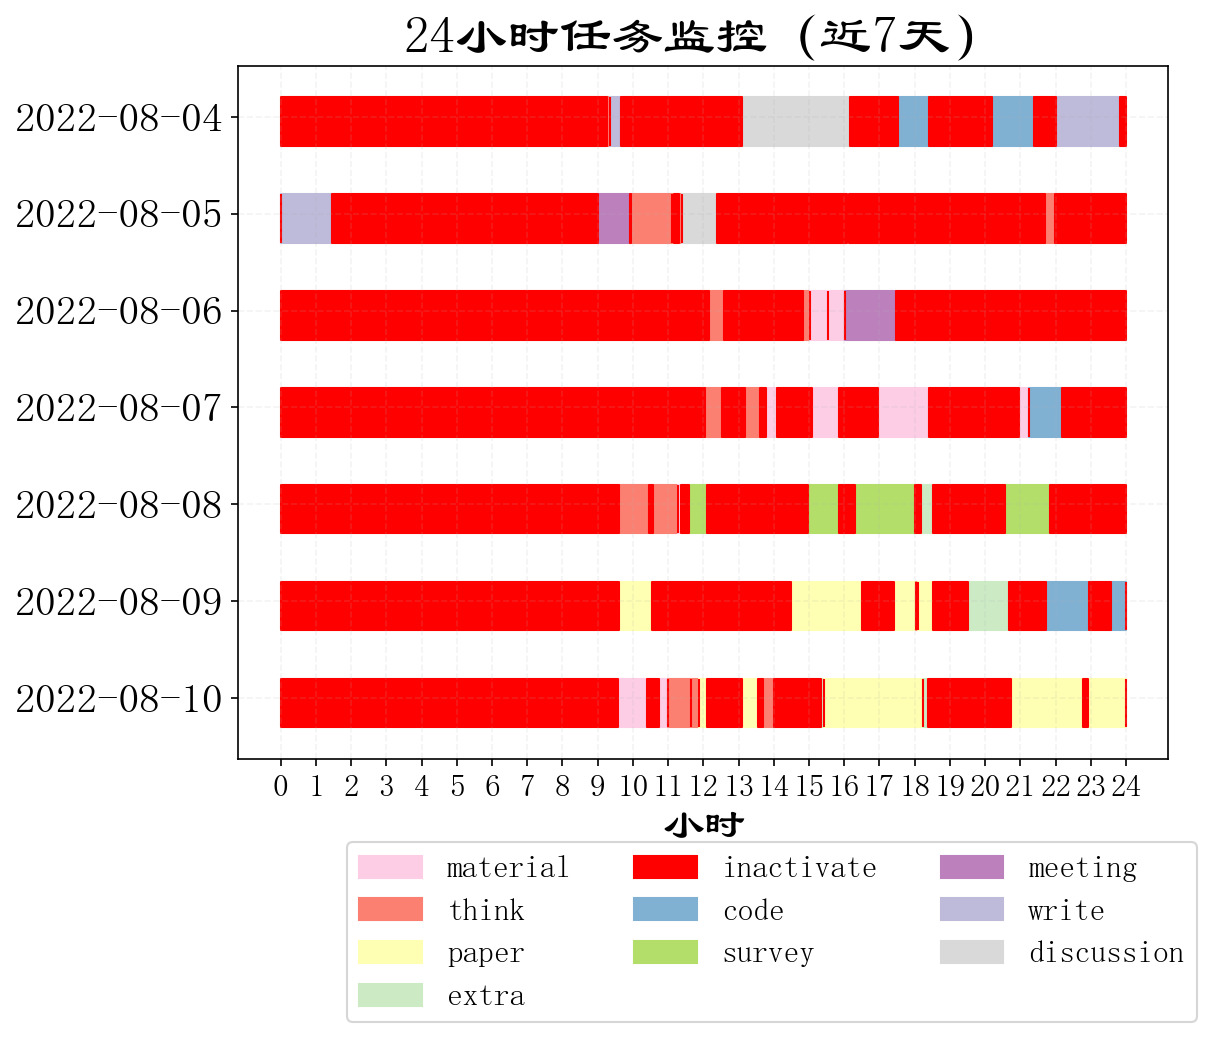 24小时任务监控 (近7天)
2022-08-04
2022-08-05
2022-08-06
2022-08-07
2022-08-08
2022-08-09
2022-08-10
0 1 2 3 4 5 6 7 8 9 10 11 12 13 14 15 16 17 18 19 20 21 22 23 24
小时
material inactivate meeting
think code write
paper survey discussion
extra